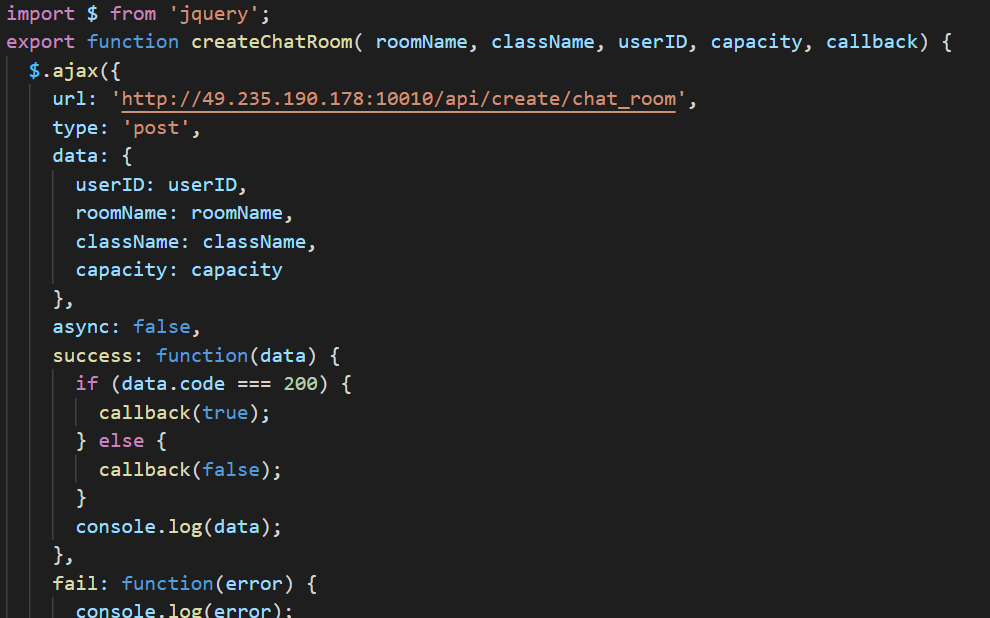 import $ from 'jquery';
export function createChatRoom( roomName, className, userID, capacity, callback) {
$.ajax({
url: 'http://49.235.190.178:10010/api/create/chat_room',
type: 'post',
data: {
userID: userID,
roomName: roomName,
className: className,
capacity: capacity
},
async: false,
success: function(data) {
if (data.code === 200) {
callback(true);
} else {
callback(false);
}
console.log(data);
},
fail: function(error) {
console.log(error);